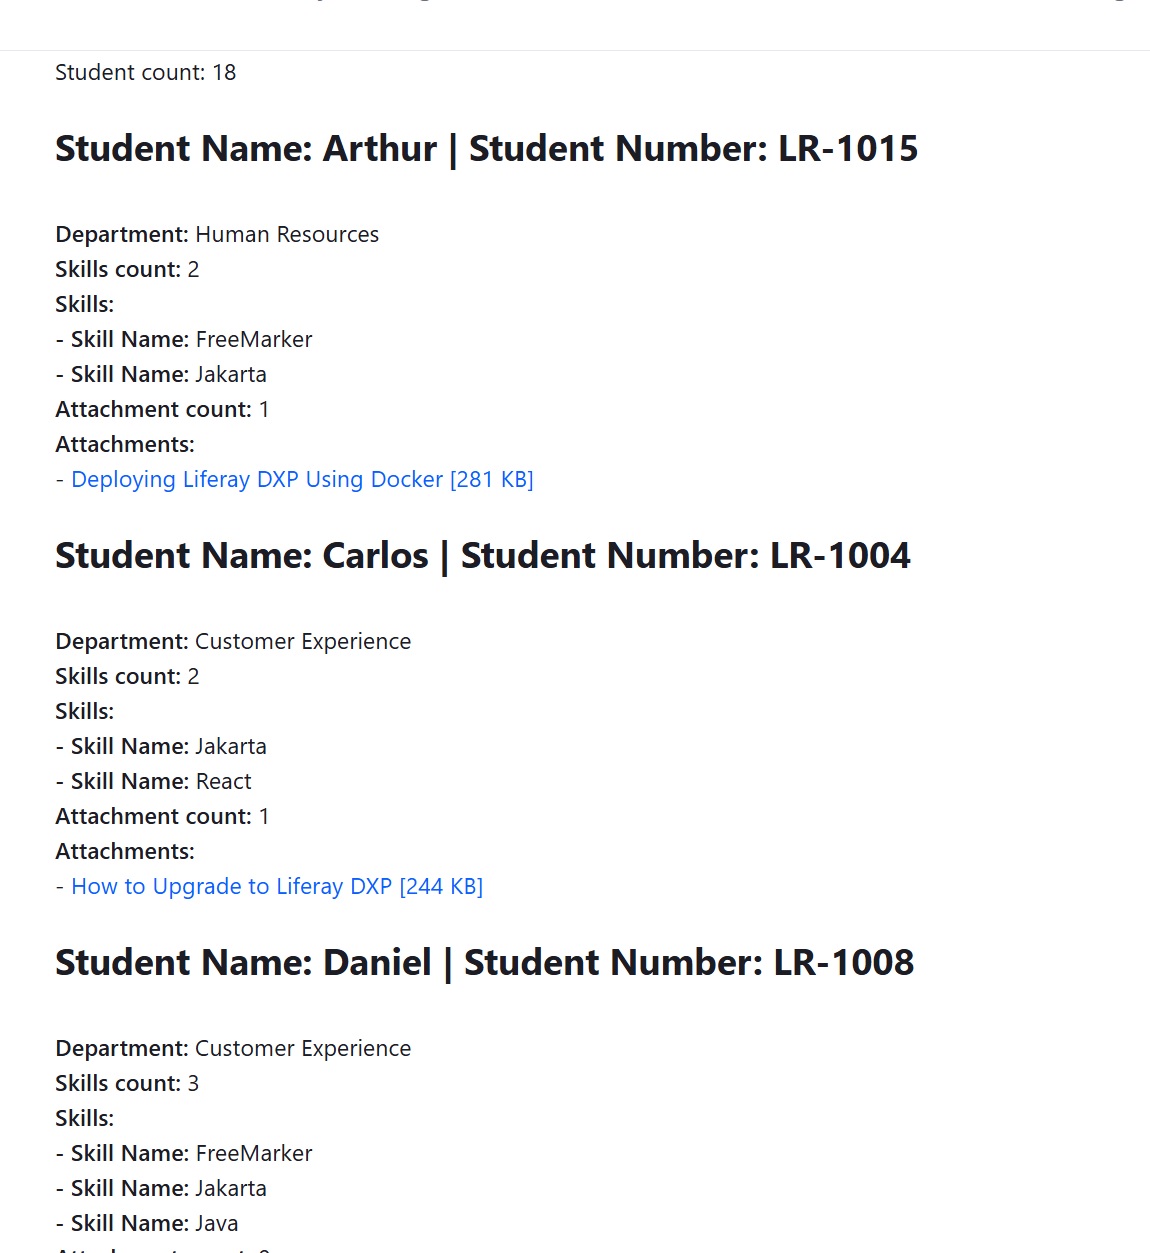 Student count: 18
Student Name: Arthur | Student Number: LR-1015
Department: Human Resources
Skills count: 2
Skills:
- Skill Name: FreeMarker
- Skill Name: Jakarta
Attachment count: 1
Attachments:
- Deploying Liferay DXP Using Docker [281 KB]
Student Name: Carlos | Student Number: LR-1004
Department: Customer Experience
Skills count: 2
Skills:
- Skill Name: Jakarta
- Skill Name: React
Attachment count: 1
Attachments:
- How to Upgrade to Liferay DXP [244 KB]
Student Name: Daniel | Student Number: LR-1008
Department: Customer Experience
Skills count: 3
Skills:
- Skill Name: FreeMarker
- Skill Name: Jakarta
- Skill Name: Java